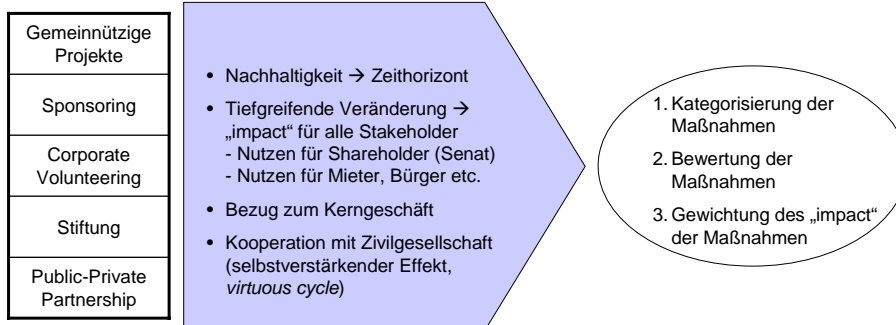 Gemeinnützige
Projekte
Sponsoring
Corporate
Volunteering
Stiftung
Public-Private
Partnership
• Nachhaltigkeit → Zeithorizont
• Tiefgreifende Veränderung →
„impact“ für alle Stakeholder
- Nutzen für Shareholder (Senat)
- Nutzen für Mieter, Bürger etc.
• Bezug zum Kerngeschäft
• Kooperation mit Zivilgesellschaft
(selbstverstärkender Effekt,
virtuous cycle)
1. Kategorisierung der
Maßnahmen
2. Bewertung der
Maßnahmen
3. Gewichtung des „impact“
der Maßnahmen